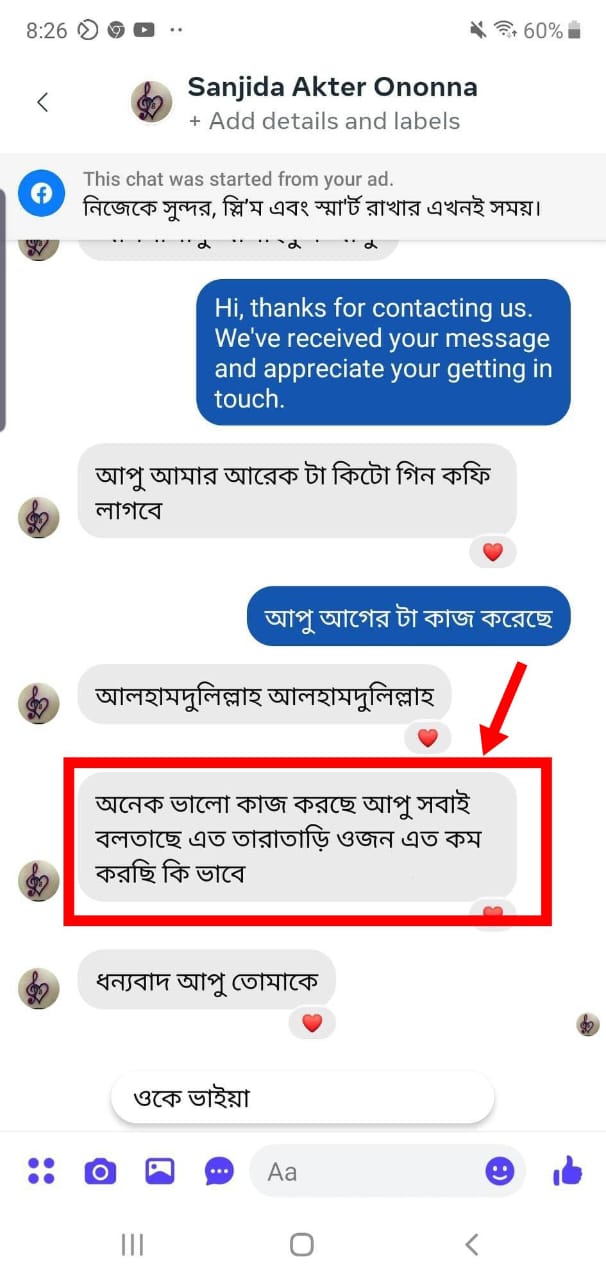 8:26
60%
Sanjida Akter Ononna
+ Add details and labels
This chat was started from your ad.
নিজেকে সুন্দর, স্লি'ম এবং স্মা'র্ট রাখার এখনই সময়।
Hi, thanks for contacting us.
We've received your message
and appreciate your getting in
touch.
আপু আমার আরেক টা কিটো গিন কফি
লাগবে
আপু আগের টা কাজ করেছে
আলহামদুলিল্লাহ আলহামদুলিল্লাহ
অনেক ভালো কাজ করছে আপু সবাই
বলতাছে এত তারাতাড়ি ওজন এত কম
করছি কি ভাবে
ধন্যবাদ আপু তোমাকে
ওকে ভাইয়া
Aa